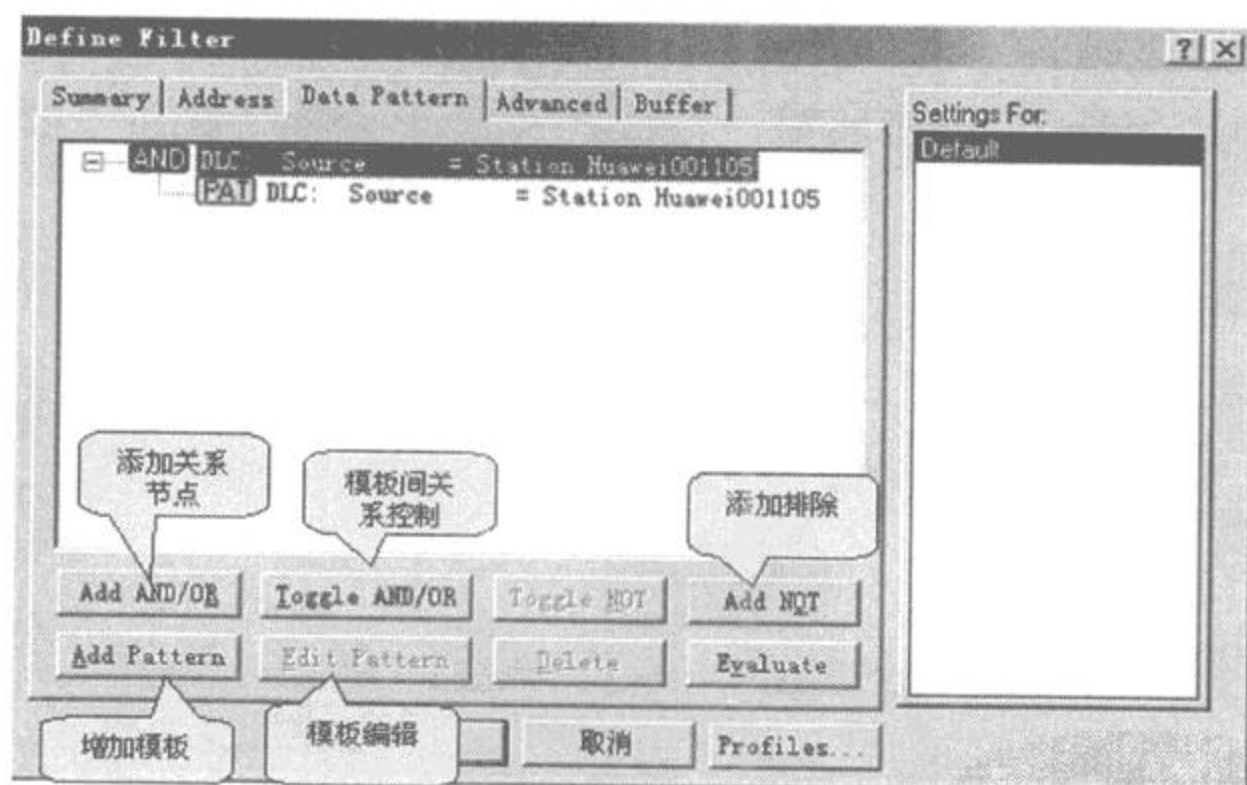 Define Filter
Summary Address Data Pattern Advanced Buffer
Settings For:
Default
AND DLC: Source = Station Huawei001105
PAT DLC: Source = Station Huawei001105
添加关系
节点
模板间关
系控制
添加排除
Add AND/OR Toggle AND/OR Toggle NOT Add NOT
Add Pattern Edit Pattern Delete Evaluate
增加模板
模板编辑
取消 Profiles...